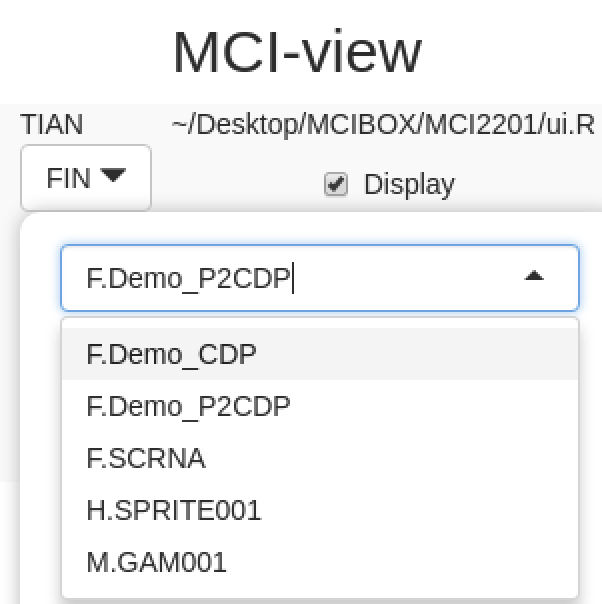 MCI-view
TIAN ~/Desktop/MCIBOX/MCI2201/ui.R
FIN Display
F.Demo_P2CDP
F.Demo_CDP
F.Demo_P2CDP
F.SCRNA
H.SPRITE001
M.GAM001